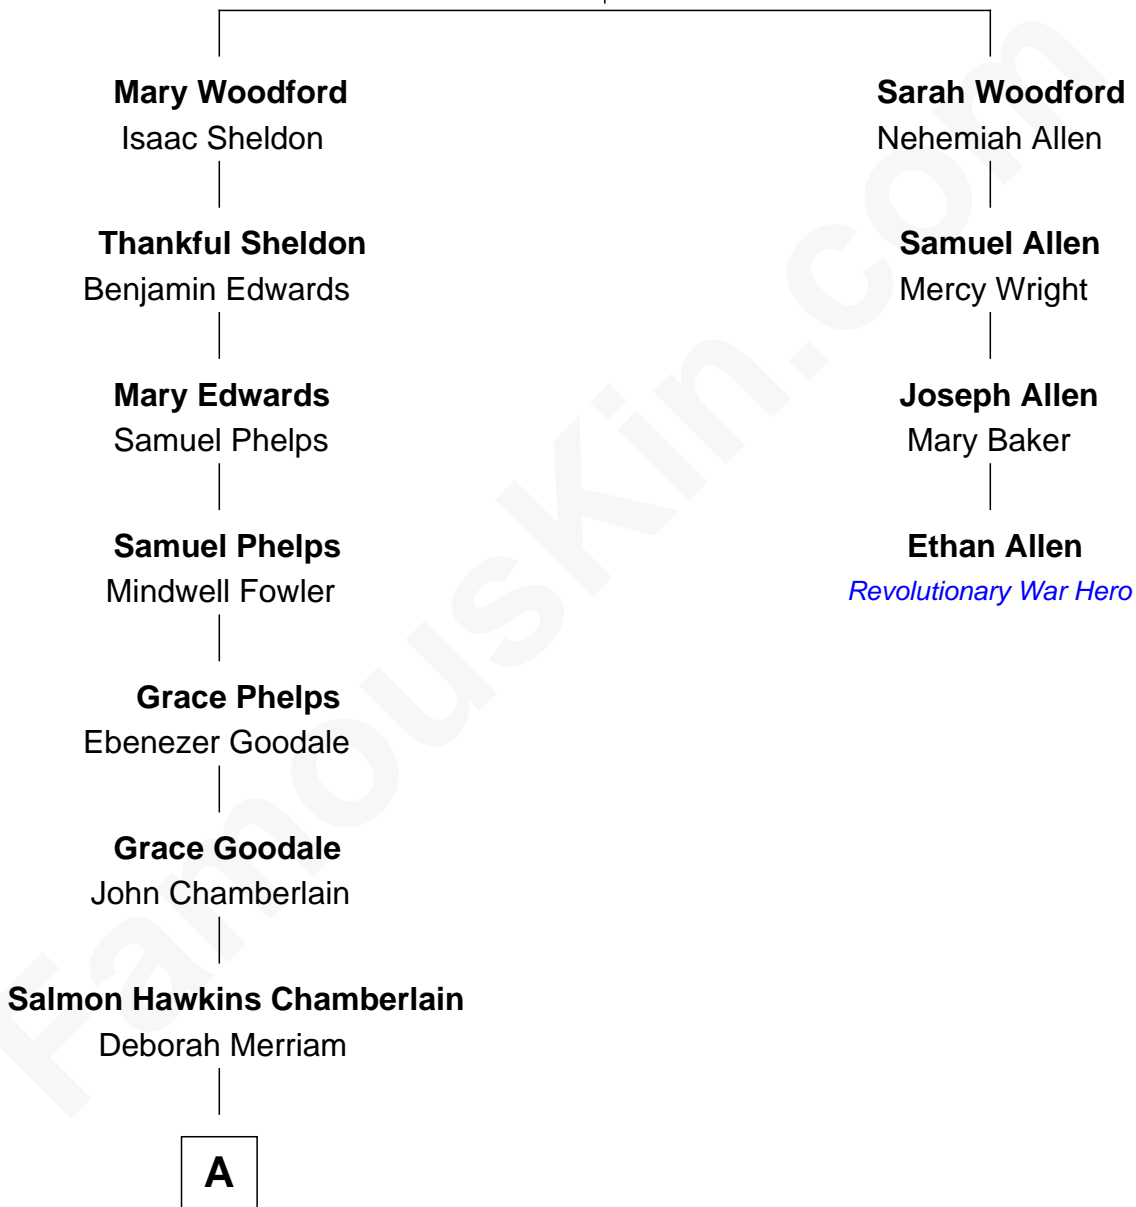 Mary Woodford
Isaac Sheldon
Sarah Woodford
Nehemiah Allen
Thankful Sheldon
Benjamin Edwards
Samuel Allen
Mercy Wright
Mary Edwards
Samuel Phelps
Joseph Allen
Mary Baker
Samuel Phelps
Mindwell Fowler
Ethan Allen
Revolutionary War Hero
Grace Phelps
Ebenezer Goodale
Grace Goodale
John Chamberlain
Salmon Hawkins Chamberlain
Deborah Merriam
A
FamousKin.com